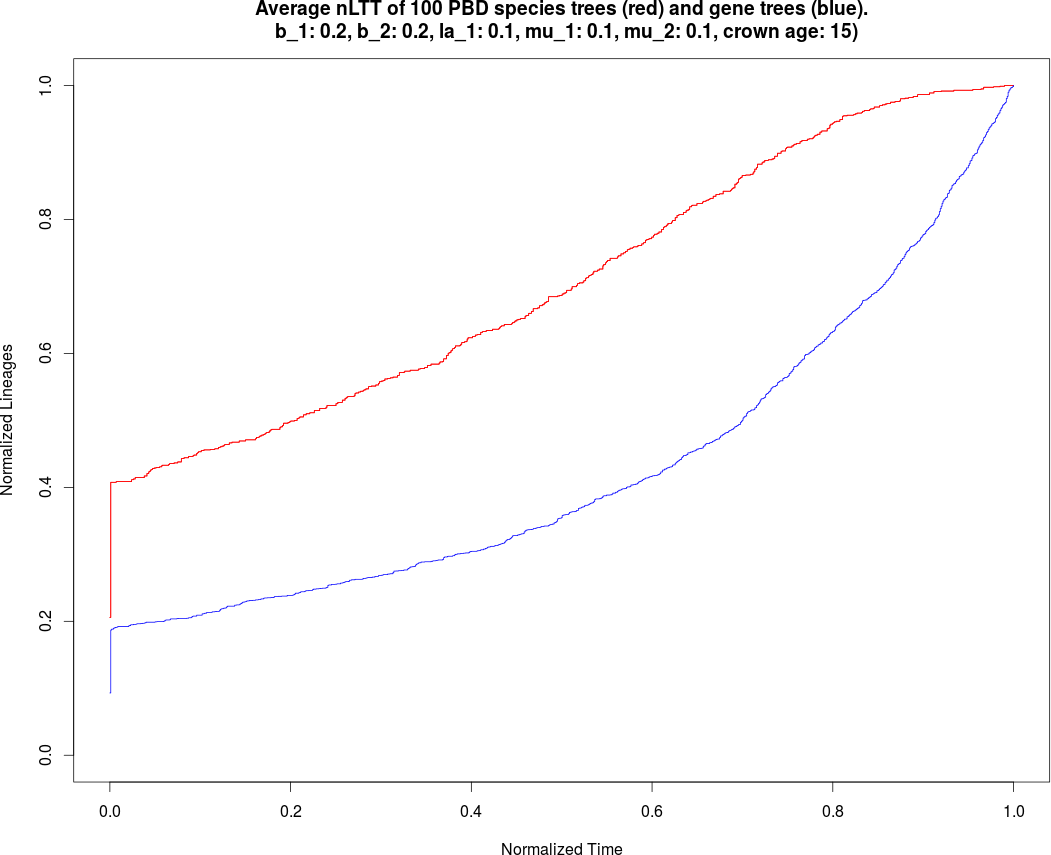 Average nLTT of 100 PBD species trees (red) and gene trees (blue).
b_1: 0.2, b_2: 0.2, la_1: 0.1, mu_1: 0.1, mu_2: 0.1, crown age: 15)
Normalized Lineages
1.0
0.8
0.6
0.4
0.2
0.0
0.0 0.2 0.4 0.6 0.8 1.0
Normalized Time